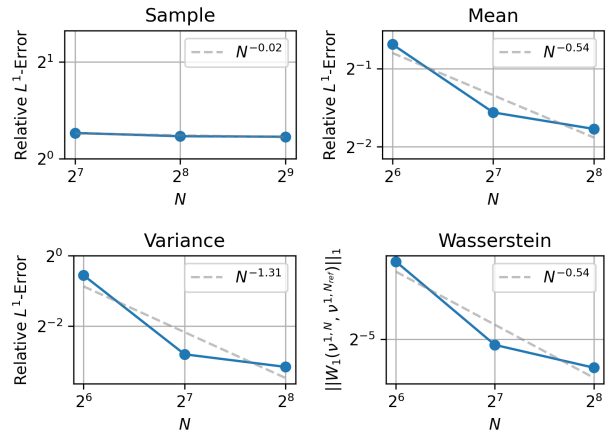 Sample
Relative L^1-Error
2^1
2^0
N^{-0.02}
2^7
2^8
2^9
N
Mean
Relative L^1-Error
2^{-1}
2^{-2}
N^{-0.54}
2^6
2^7
2^8
N
Variance
Relative L^1-Error
2^0
2^{-2}
N^{-1.31}
2^6
2^7
2^8
N
Wasserstein
||W_1(ν^{1,N}, ν^{1,N_{ref}})||_1
2^{-5}
N^{-0.54}
2^6
2^7
2^8
N